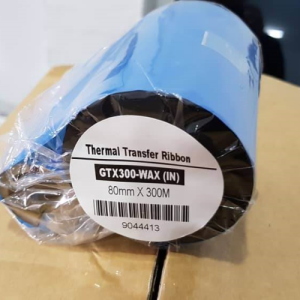 Thermal Transfer Ribbon
GTX300-WAX (IN)
80mm X 300M
9044413